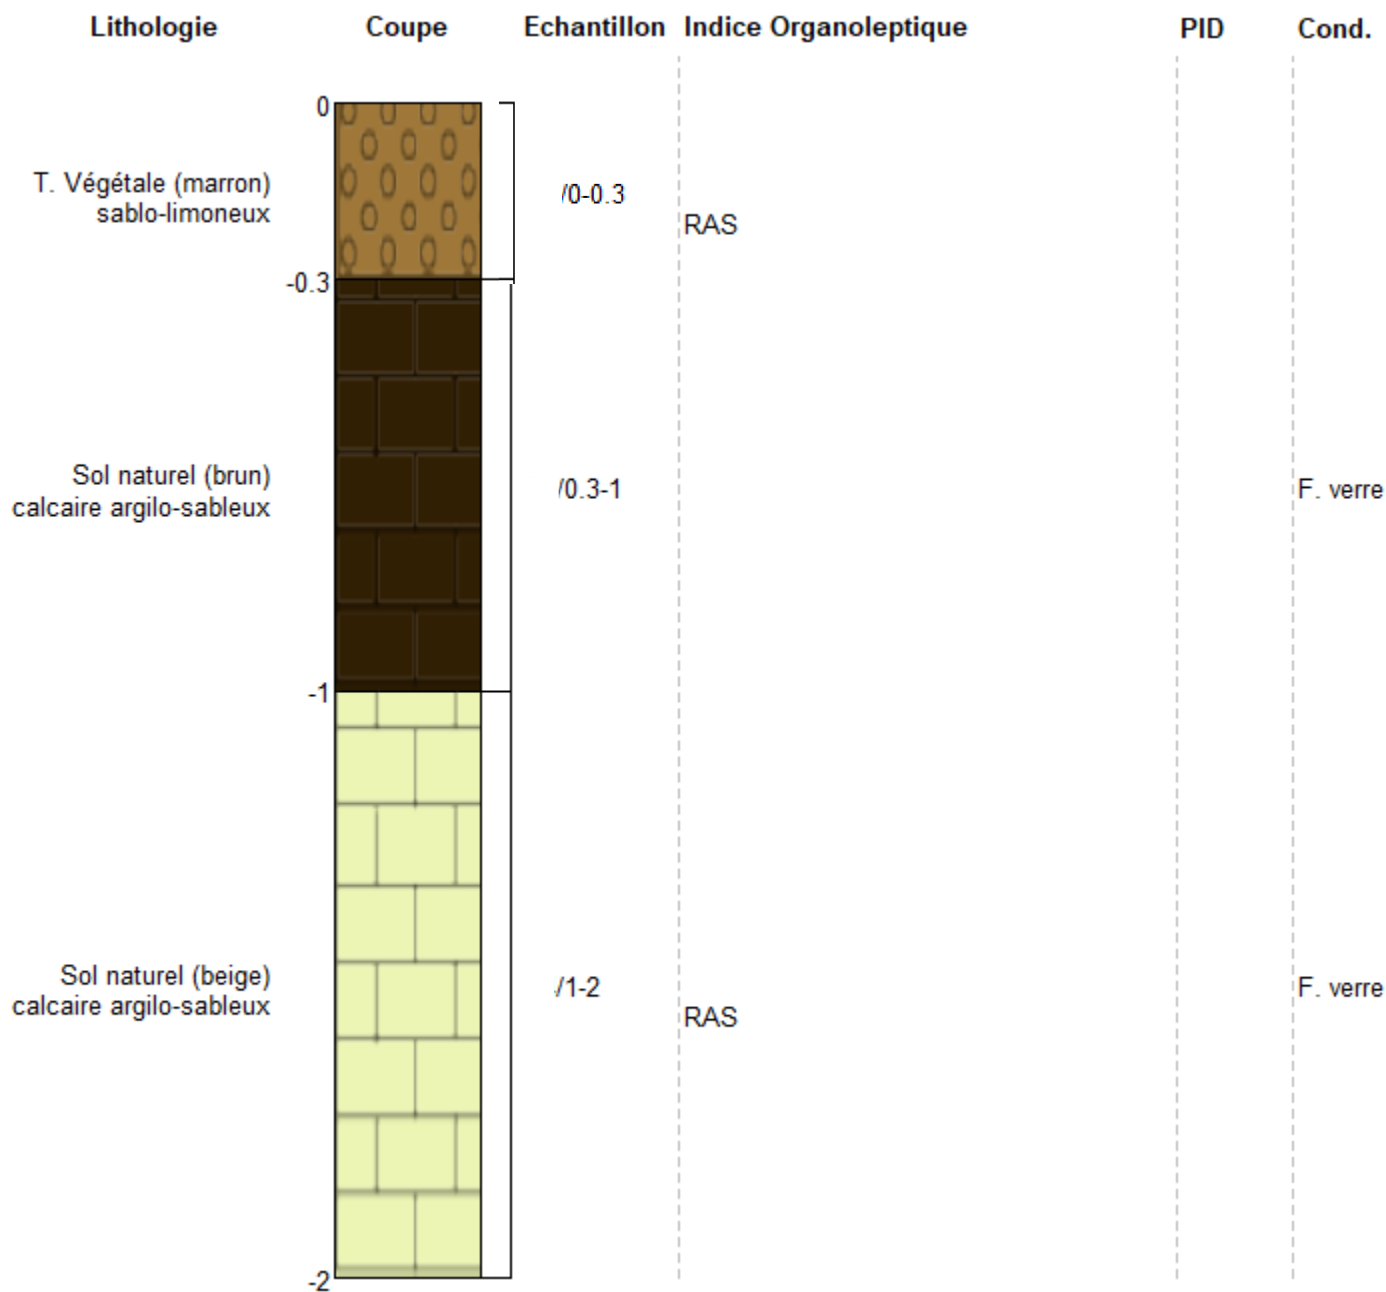 Lithologie Coupe Echantillon Indice Organoleptique PID Cond.
0
T. Végétale (marron)
sablo-limoneux
/0-0.3
RAS
-0.3
Sol naturel (brun)
calcaire argilo-sableux
/0.3-1
F. verre
-1
Sol naturel (beige)
calcaire argilo-sableux
/1-2
F. verre
RAS
-2